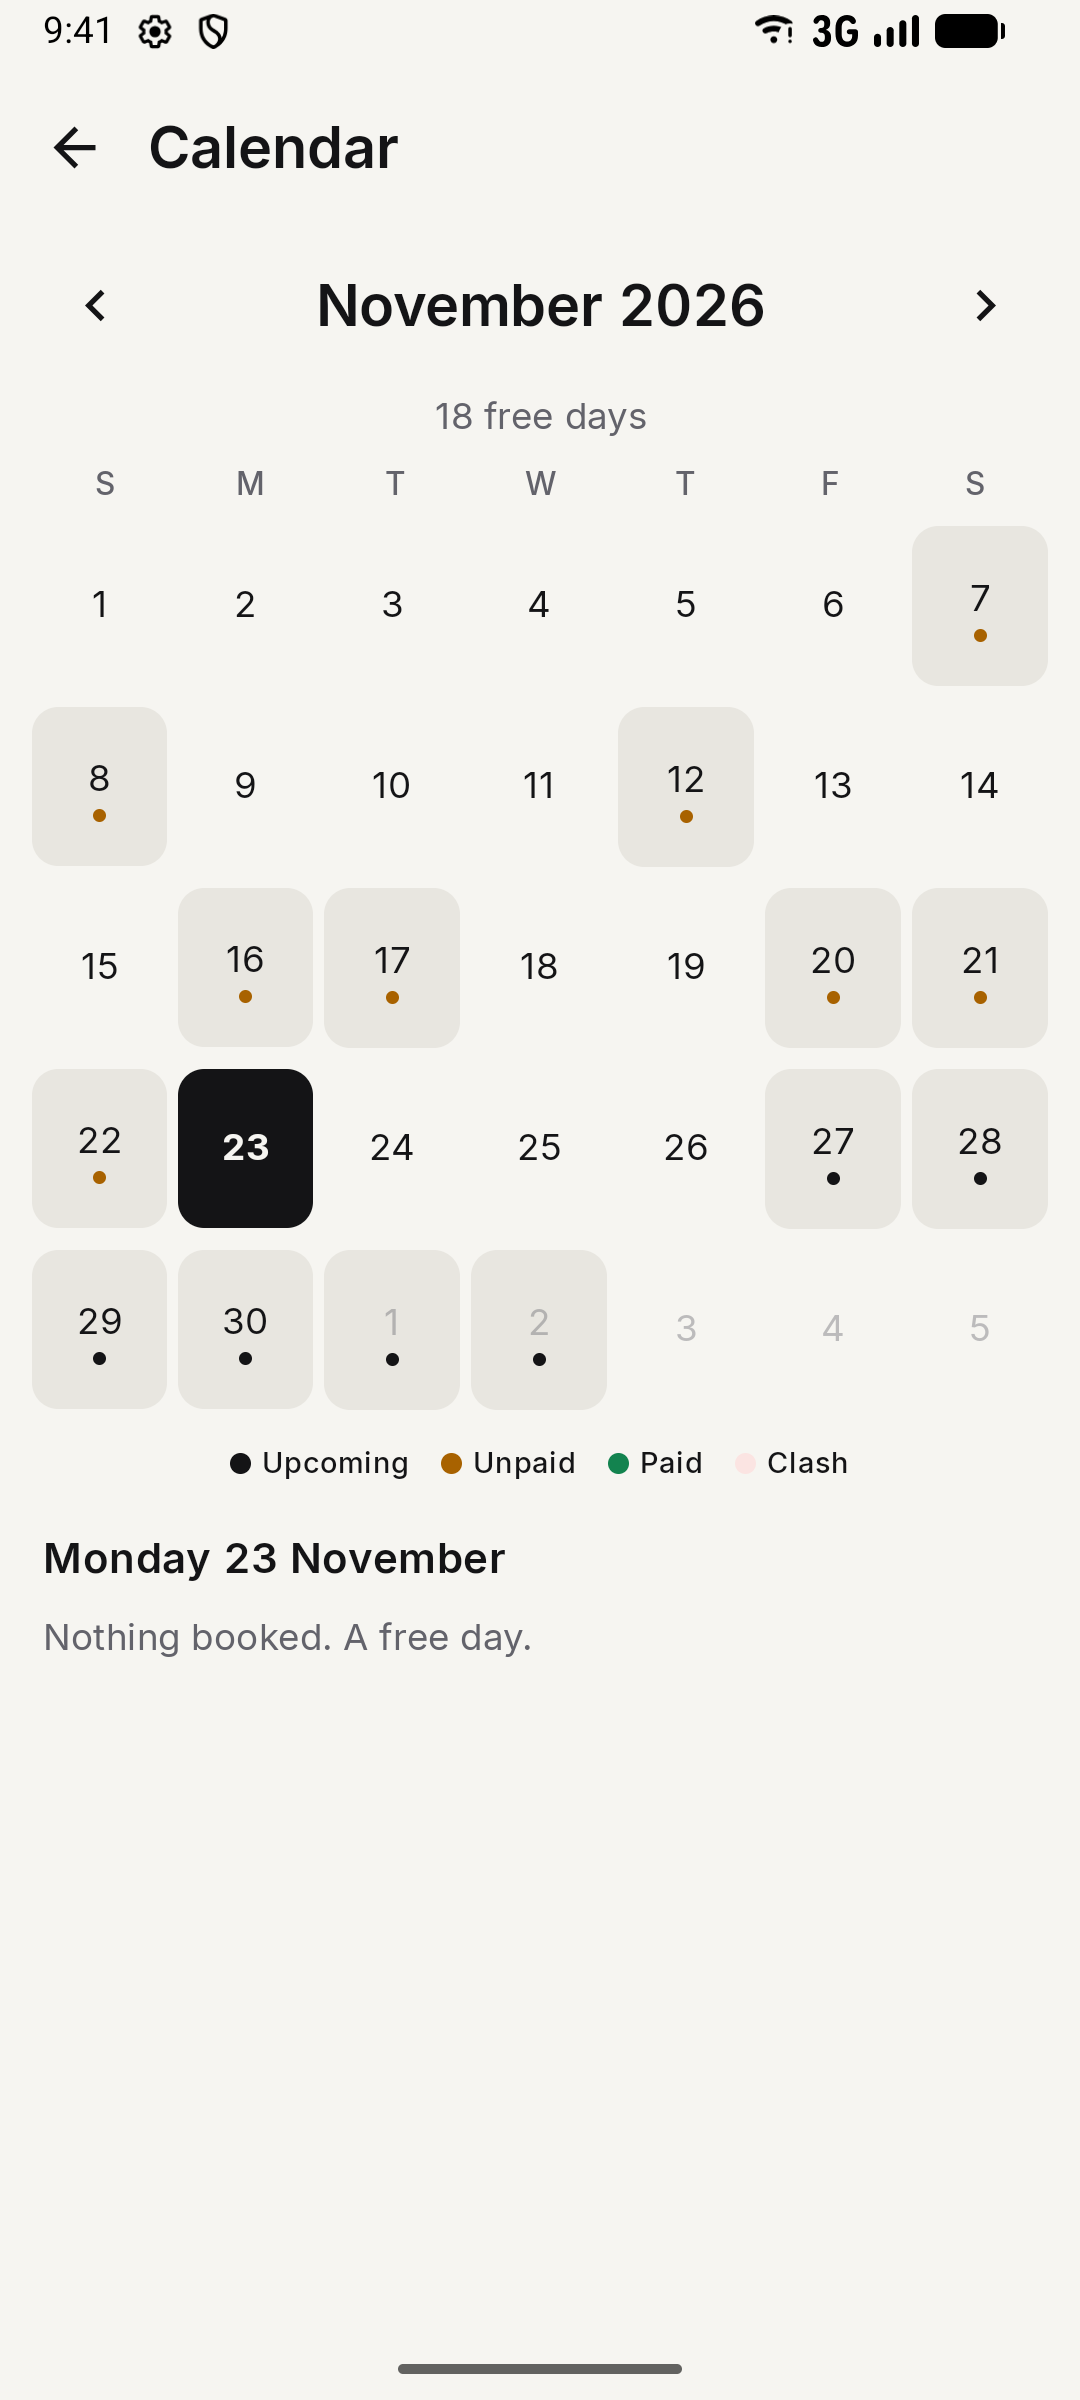 9:41 3G
Calendar
November 2026
18 free days
S M T W T F S
1 2 3 4 5 6 7
8 9 10 11 12 13 14
15 16 17 18 19 20 21
22 23 24 25 26 27 28
29 30 1 2 3 4 5
Upcoming Unpaid Paid Clash
Monday 23 November
Nothing booked. A free day.